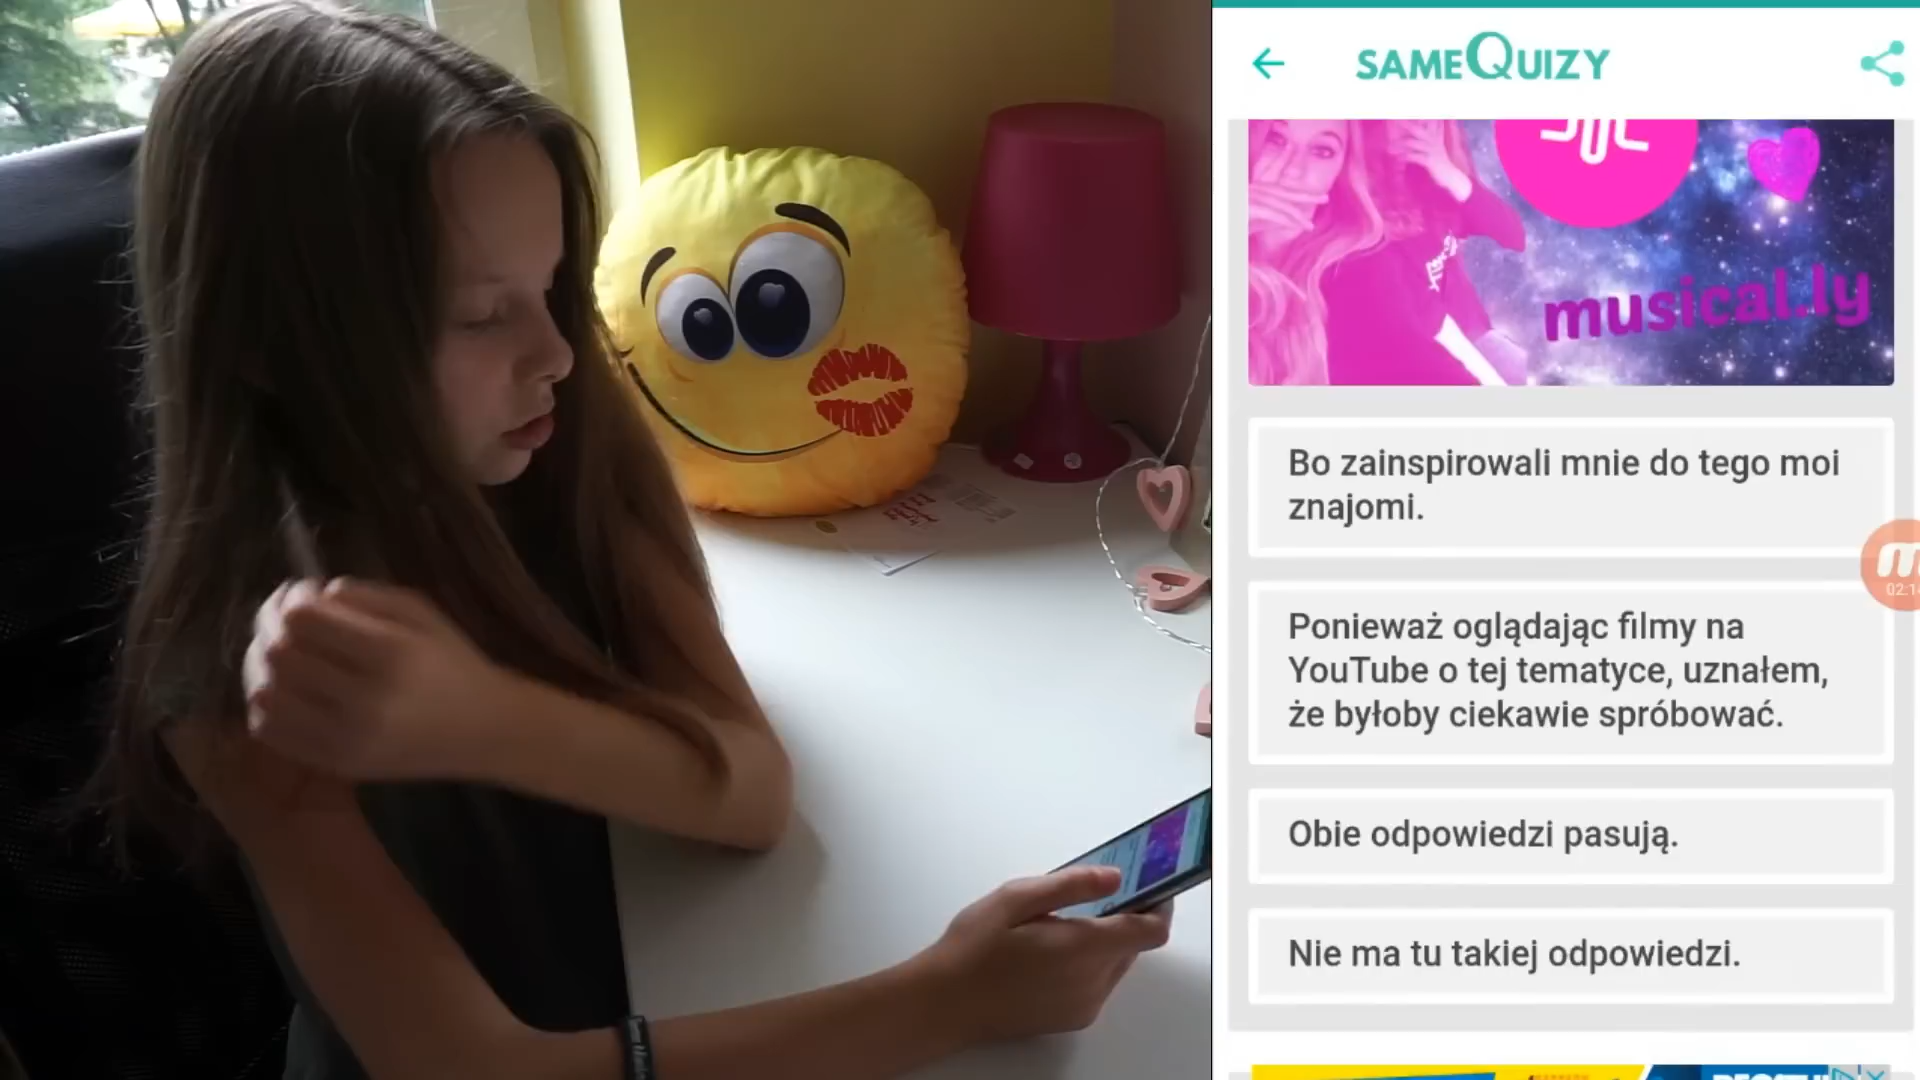 SAMEQUIZY
musical.ly
Bo zainspirowali mnie do tego moi
znajomi.
Ponieważ oglądając filmy na
YouTube o tej tematyce, uznałem,
że byłoby ciekawie spróbować.
Obie odpowiedzi pasują.
Nie ma tu takiej odpowiedzi.